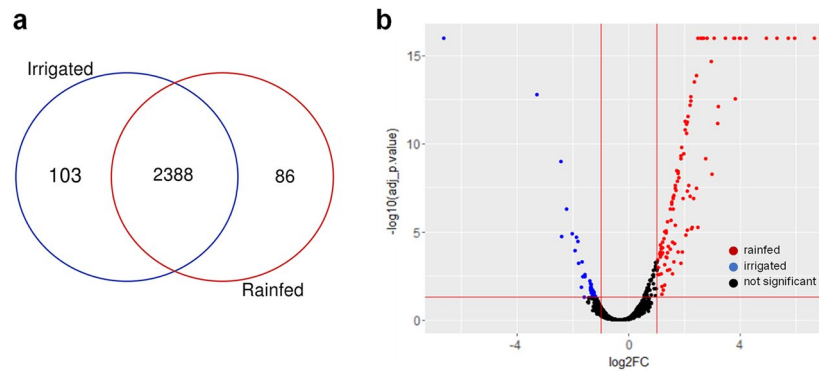 a
Irrigated
103
2388
86
Rainfed
b
15
10
5
0
-log10(adj_p.value)
rainfed
irrigated
not significant
-4
0
4
log2FC